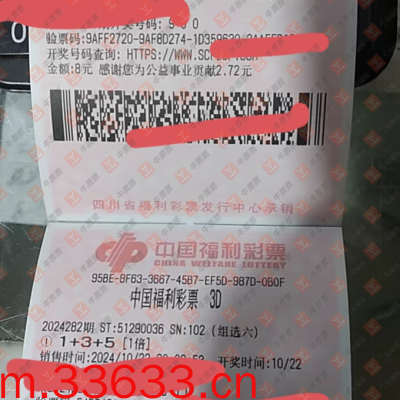 验票码:9AFF2720-9AF8D274-1D359
开奖号码查询: HTTPS://WWW.SC
金额:8元 感谢您为公益事业贡献2.72元
四川省福利彩票发行中心承销
中国福利彩票
CHINA WELFARE LOTTERY
958E-BF63-3667-45B7-EF5D-987D-0B0F
中国福利彩票 3D
2024282期 ST:51290036 SN:102 (组选六)
① 1+3+5 [1倍]
销售时间:2024/10/22 开奖时间:10/22
m.33633.cn